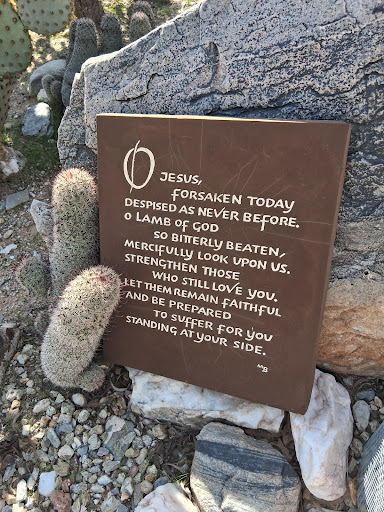 O JESUS,
FORSAKEN TODAY
DESPISED AS NEVER BEFORE.
O LAMB OF GOD
SO BITTERLY BEATEN,
MERCIFULLY LOOK UPON US.
STRENGTHEN THOSE
WHO STILL LOVE YOU.
LET THEM REMAIN FAITHFUL
AND BE PREPARED
TO SUFFER FOR YOU
STANDING AT YOUR SIDE.